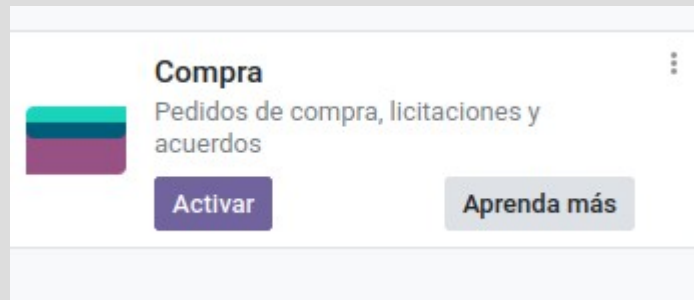 Compra
Pedidos de compra, licitaciones y
acuerdos
Activar
Aprenda más